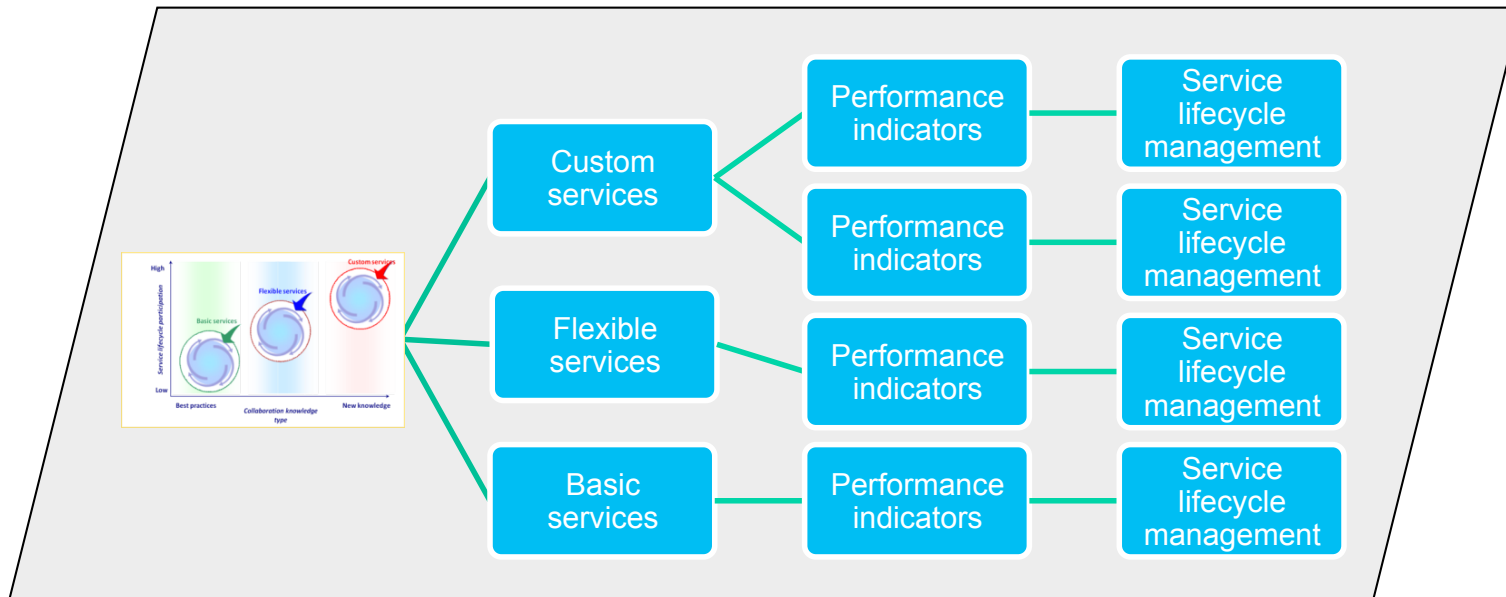 Custom
services
Flexible
services
Basic
services
Performance
indicators
Performance
indicators
Performance
indicators
Performance
indicators
Service
lifecycle
management
Service
lifecycle
management
Service
lifecycle
management
Service
lifecycle
management
High
Service lifecycle participation
Low
Basic services
Flexible services
Custom services
Best practices
Collaboration knowledge
type
New knowledge